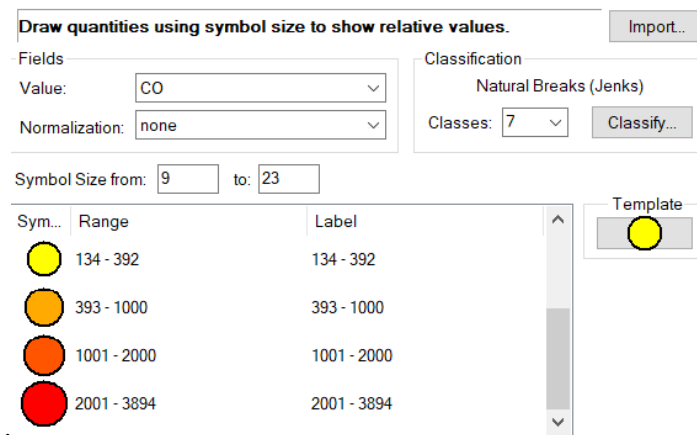 Draw quantities using symbol size to show relative values.
Import...
Fields
Value: CO
Normalization: none
Classification
Natural Breaks (Jenks)
Classes: 7 Classify...
Symbol Size from: 9 to: 23
Sym... Range Label
134 - 392 134 - 392
393 - 1000 393 - 1000
1001 - 2000 1001 - 2000
2001 - 3894 2001 - 3894
Template